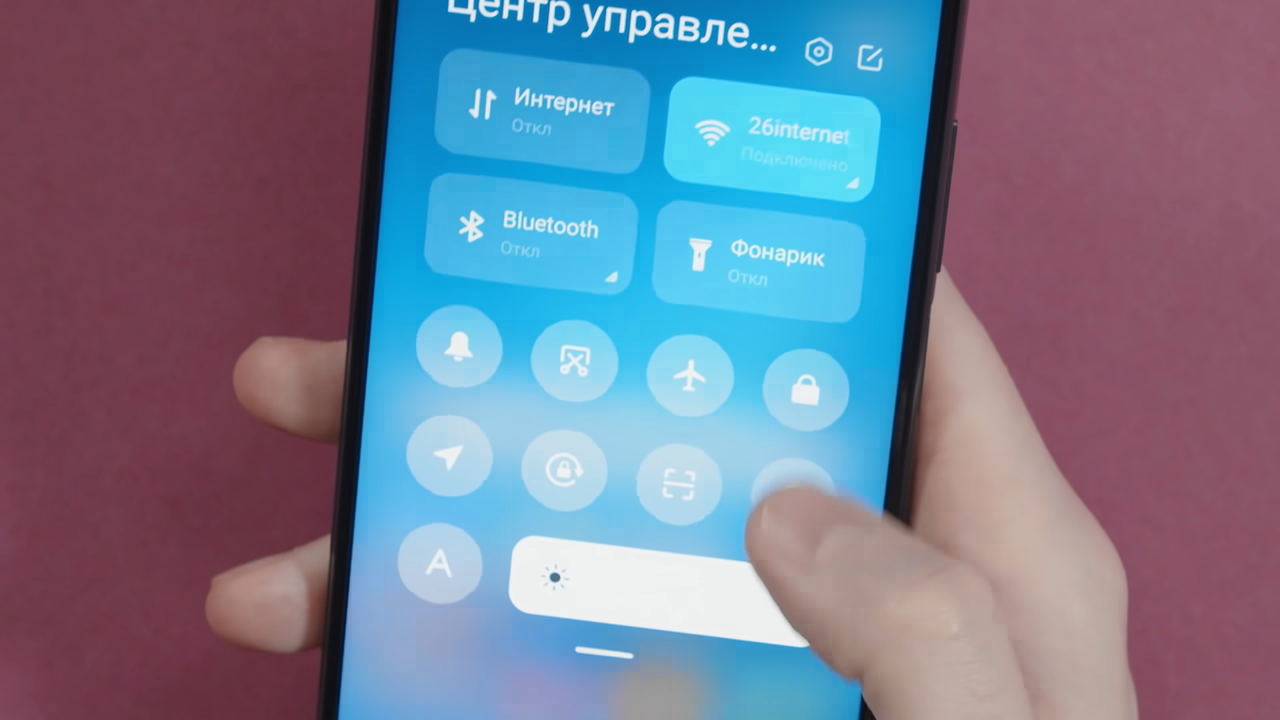 Центр управле...
Интернет
Откл
26internet
Подключено
Bluetooth
Откл
Фонарик
Откл
A